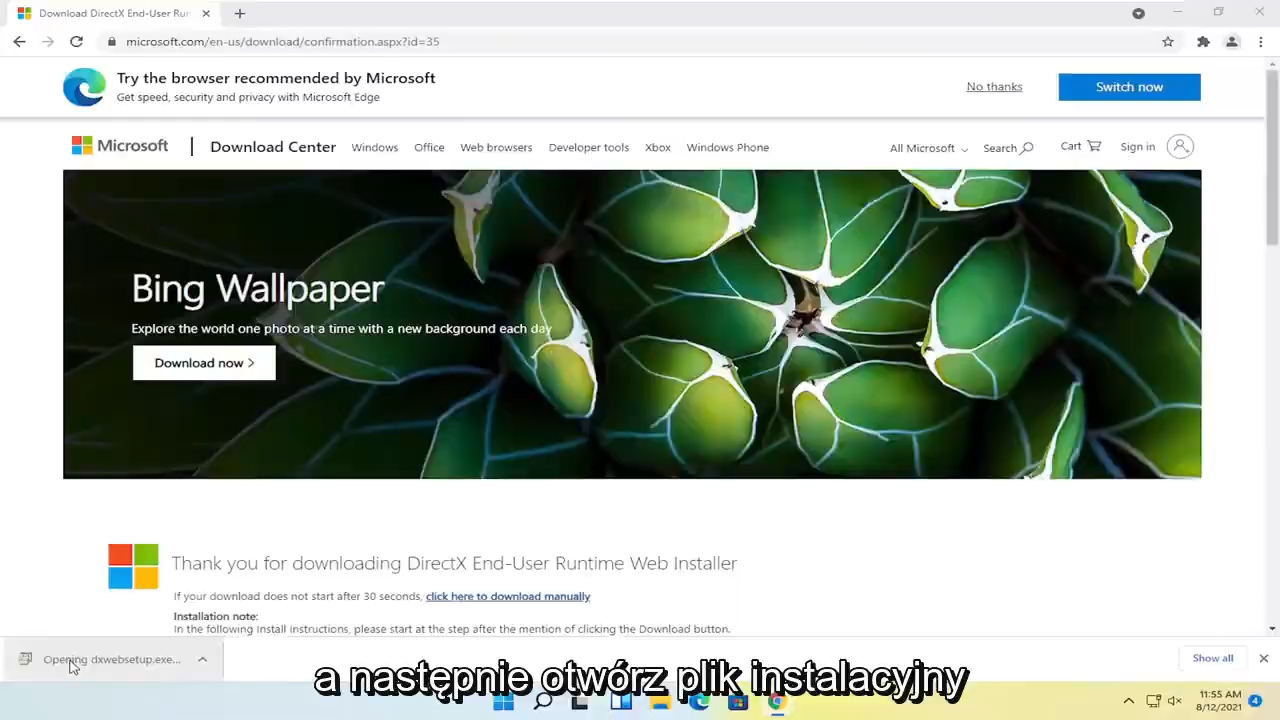 Download DirectX End-User Run
microsoft.com/en-us/download/confirmation.aspx?id=35
Try the browser recommended by Microsoft
Get speed, security and privacy with Microsoft Edge
No thanks
Switch now
Microsoft
Download Center
Windows
Office
Web browsers
Developer tools
Xbox
Windows Phone
All Microsoft
Search
Cart
Sign in
Bing Wallpaper
Explore the world one photo at a time with a new background each day
Download now >
Thank you for downloading DirectX End-User Runtime Web Installer
If your download does not start after 30 seconds, click here to download manually
Installation note:
In the following Install instructions, please start at the step after the mention of clicking the Download button.
Opening dxwebsetup.exe...
Show all
a następnie otwórz plik instalacyjny
11:55 AM
8/12/2021
4